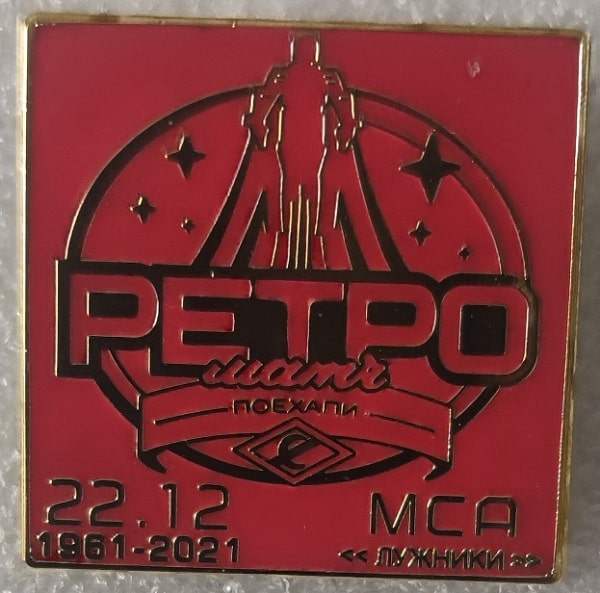 РЕТРО
матч
ПОЕХАЛИ
С
22.12
1961-2021
МСА
<< ЛУЖНИКИ >>